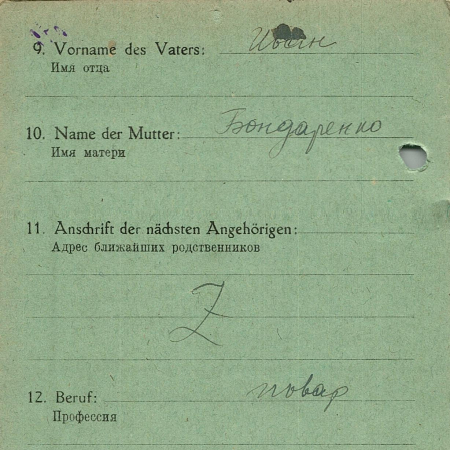 9. Vorname des Vaters:
Имя отца
10. Name der Mutter: Бондаренко
Имя матери
11. Anschrift der nächsten Angehörigen:
Адрес ближайших родственников
Z
12. Beruf: повар
Профессия